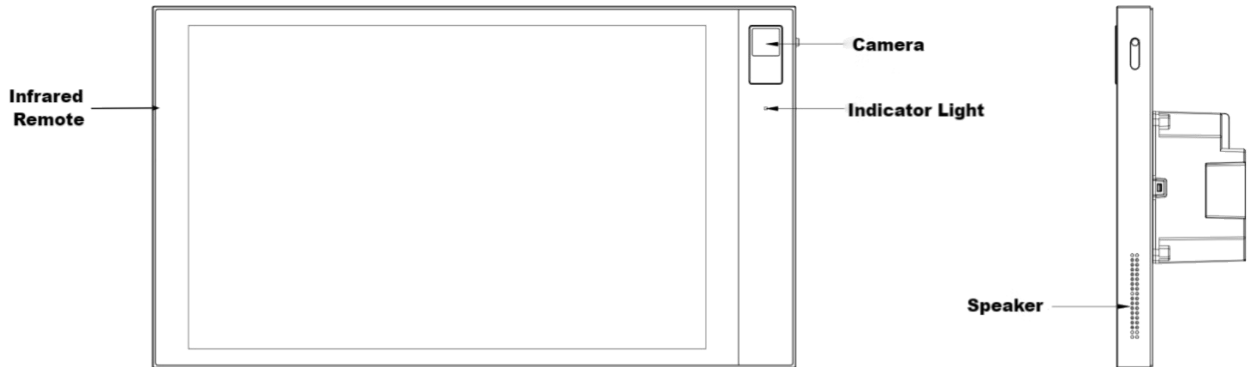 Camera
Infrared
Remote
Indicator Light
Speaker